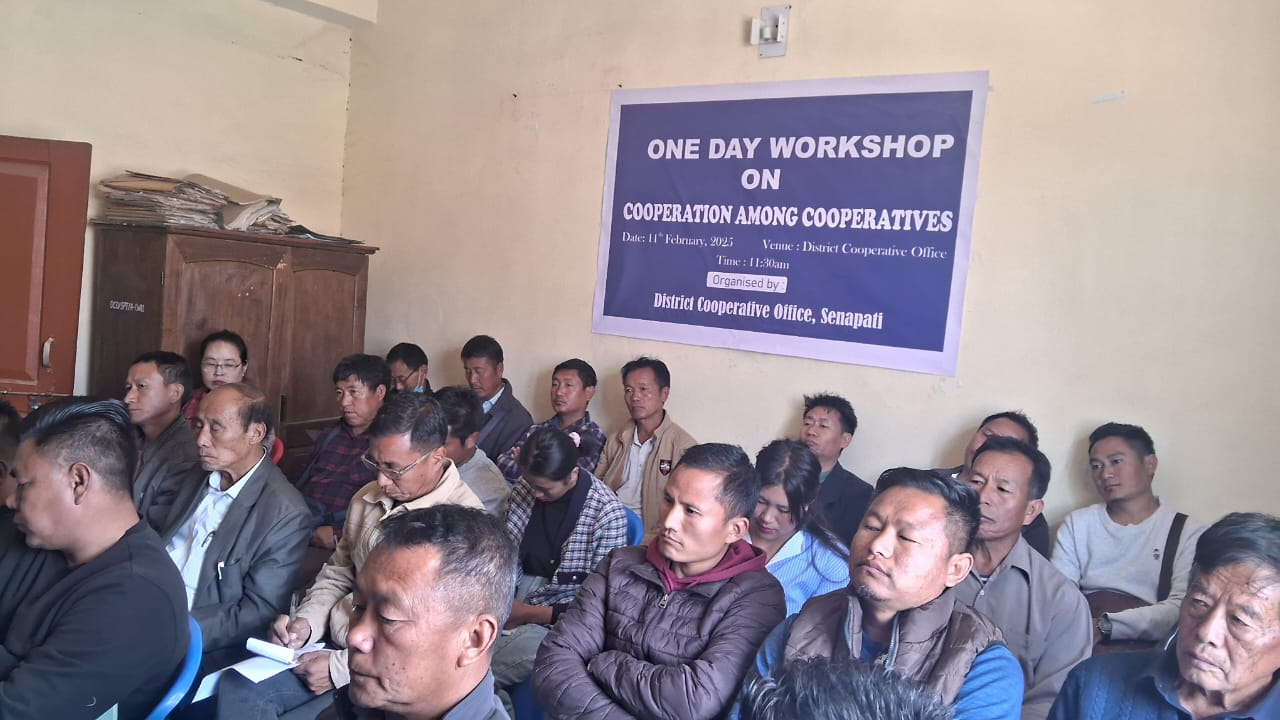 ONE DAY WORKSHOP
ON
COOPERATION AMONG COOPERATIVES
Date: 11th February, 2025 Venue : District Cooperative Office
Time : 11:30am
Organised by :
District Cooperative Office, Senapati